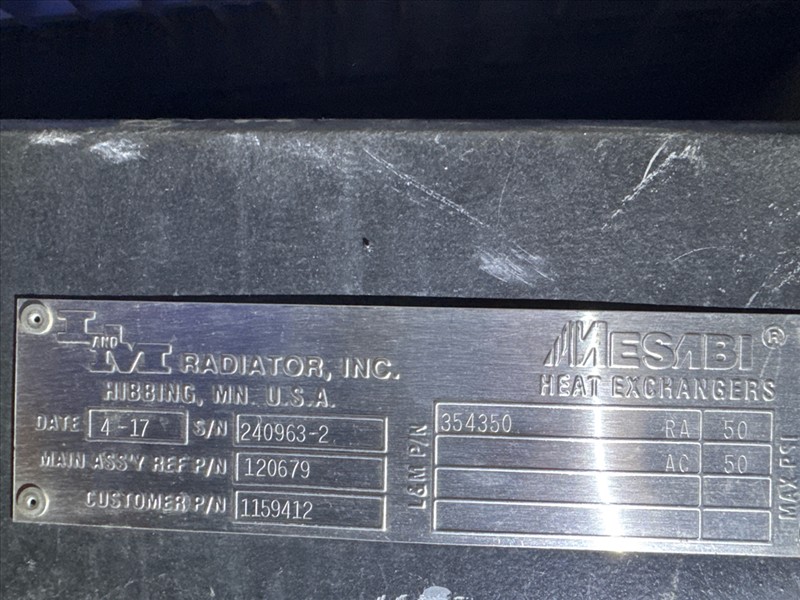 L AND M RADIATOR, INC.
HIBBING, MN. U.S.A.
DATE 4-17 S/N 240963-2
MAIN ASS'Y REF P/N 120679
CUSTOMER P/N 1159412
MESABI®
HEAT EXCHANGERS
L&M P/N
354350 RA 50
AC 50
MAX PSI